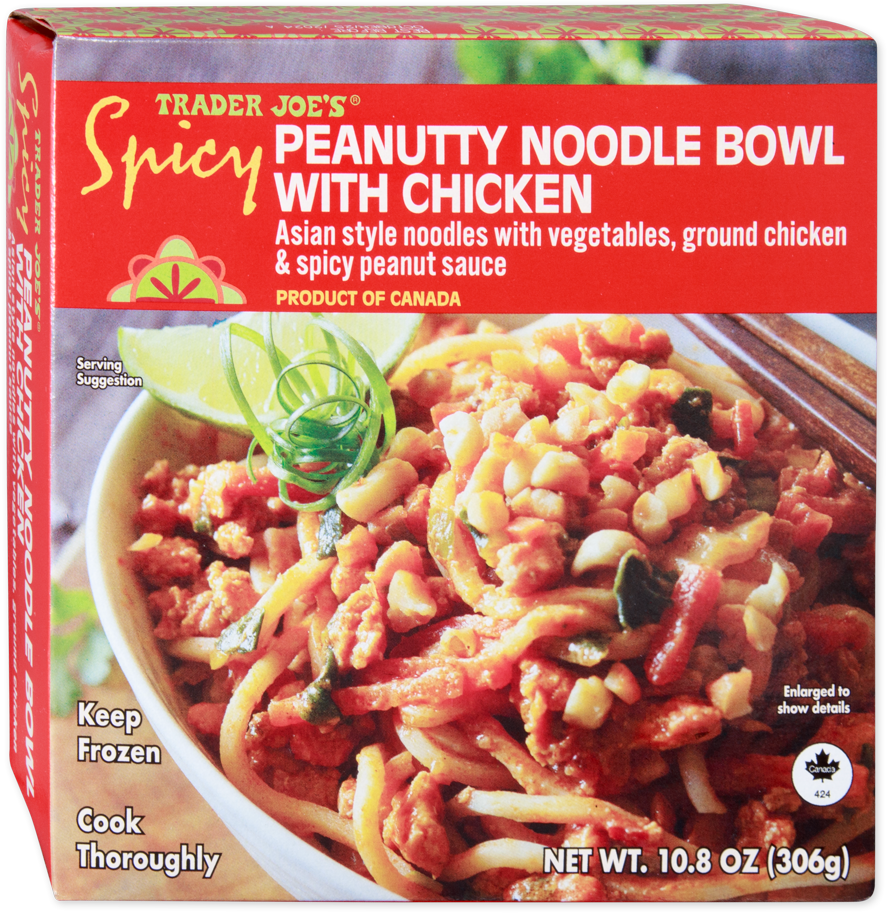 TRADER JOE'S®
Spicy
PEANUTTY NOODLE BOWL
WITH CHICKEN
Asian style noodles with vegetables, ground chicken
& spicy peanut sauce
PRODUCT OF CANADA
Serving
Suggestion
Keep
Frozen
Cook
Thoroughly
Enlarged to
show details
Canada
424
NET WT. 10.8 OZ (306g)
TRADER JOE'S®
Spicy
PEANUTTY NOODLE BOWL
WITH CHICKEN